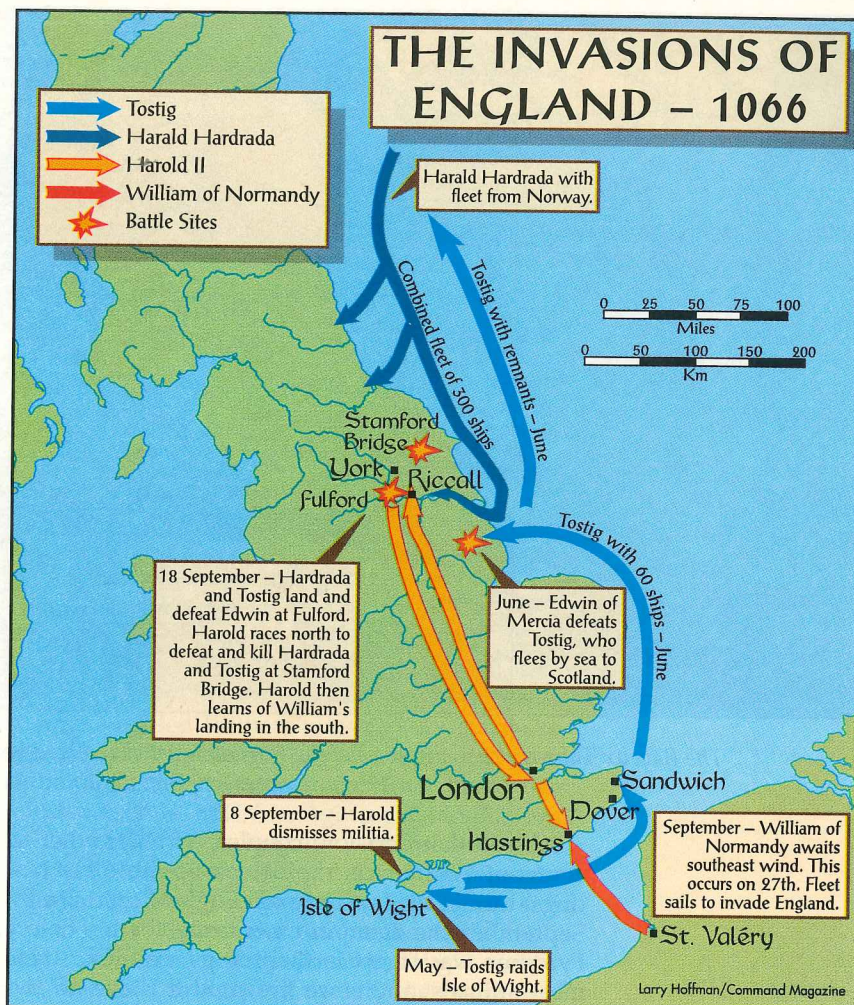 THE INVASIONS OF
ENGLAND – 1066
Tostig
Harald Hardrada
Harold II
William of Normandy
Battle Sites
Harald Hardrada with
fleet from Norway.
Combined fleet of 300 ships
Tostig with remnants – June
0 25 50 75 100
Miles
0 50 100 150 200
Km
Stamford
Bridge
York
Riccall
Fulford
Tostig with 60 ships – June
18 September – Hardrada
and Tostig land and
defeat Edwin at Fulford.
Harold races north to
defeat and kill Hardrada
and Tostig at Stamford
Bridge. Harold then
learns of William's
landing in the south.
June – Edwin of
Mercia defeats
Tostig, who
flees by sea to
Scotland.
London
Sandwich
Dover
Hastings
8 September – Harold
dismisses militia.
Isle of Wight
September – William of
Normandy awaits
southeast wind. This
occurs on 27th. Fleet
sails to invade England.
St. Valéry
May – Tostig raids
Isle of Wight.
Larry Hoffman/Command Magazine